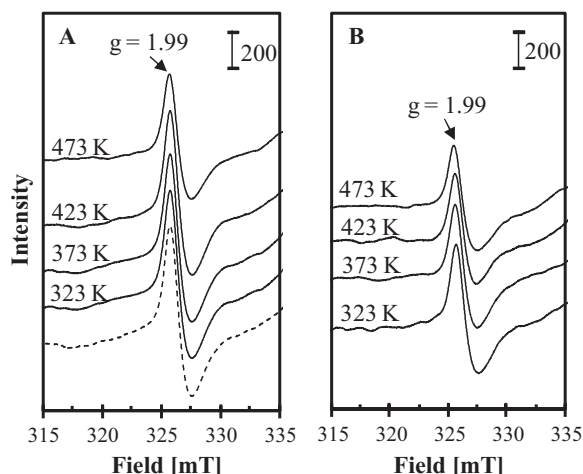 A
g = 1.99
200
473 K
423 K
373 K
323 K
Intensity
315 320 325 330 335
Field [mT]
B
g = 1.99
200
473 K
423 K
373 K
323 K
315 320 325 330 335
Field [mT]